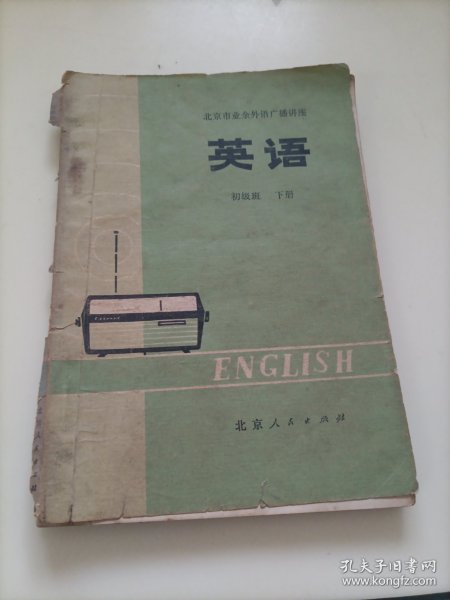 北京市业余外语广播讲座
英语
初级班 下册
ENGLISH
北京人民出版社
孔夫子旧书网
www.kongfz.com